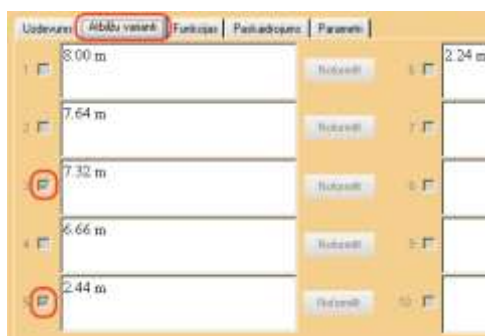 Uzdevums Atbilžu varianti Funkcijas Paskaidrojums Parametri
1 8.00 m 6 2.24 m
2 7.64 m 7
3 7.32 m 8
4 6.66 m 9
5 2.44 m 10